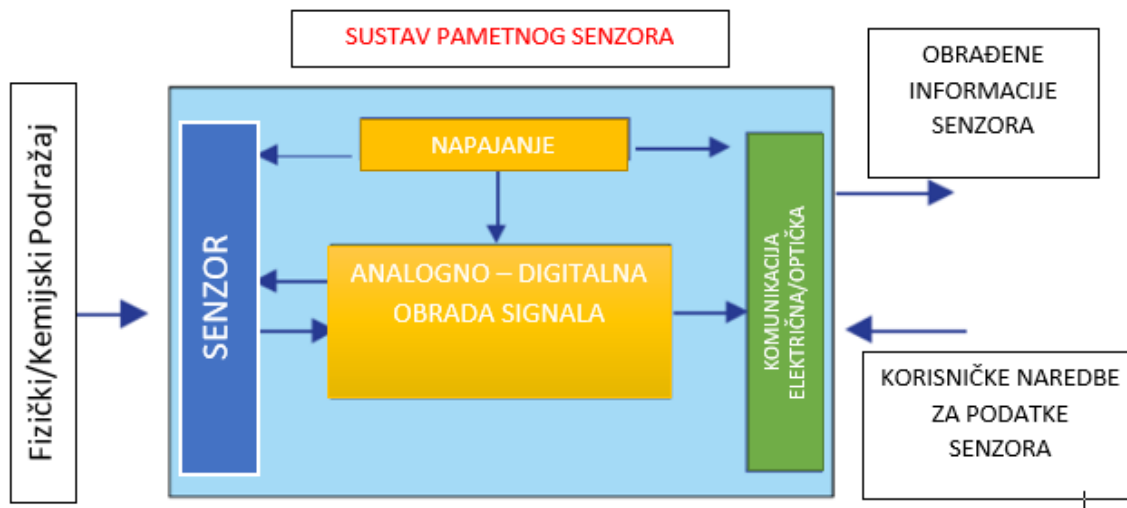 SUSTAV PAMETNOG SENZORA
Fizički/Kemijski Podražaj
SENZOR
NAPAJANJE
ANALOGNO – DIGITALNA
OBRADA SIGNALA
KOMUNIKACIJA
ELEKTRIČNA/OPTIČKA
OBRAĐENE
INFORMACIJE
SENZORA
KORISNIČKE NAREDBE
ZA PODATKE
SENZORA